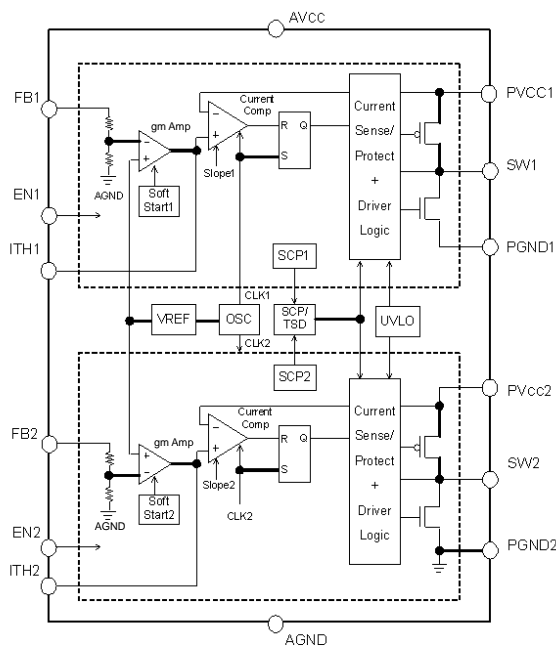 AVcc
FB1
EN1
ITH1
gm Amp
AGND
Soft
Start1
Current
Comp
Slope1
R
Q
S
Current
Sense/
Protect
+
Driver
Logic
PVCC1
SW1
PGND1
SCP1
CLK1
VREF
OSC
SCP/
TSD
UVLO
CLK2
SCP2
FB2
EN2
ITH2
gm Amp
AGND
Soft
Start2
Current
Comp
Slope2
CLK2
R
Q
S
Current
Sense/
Protect
+
Driver
Logic
PVcc2
SW2
PGND2
AGND